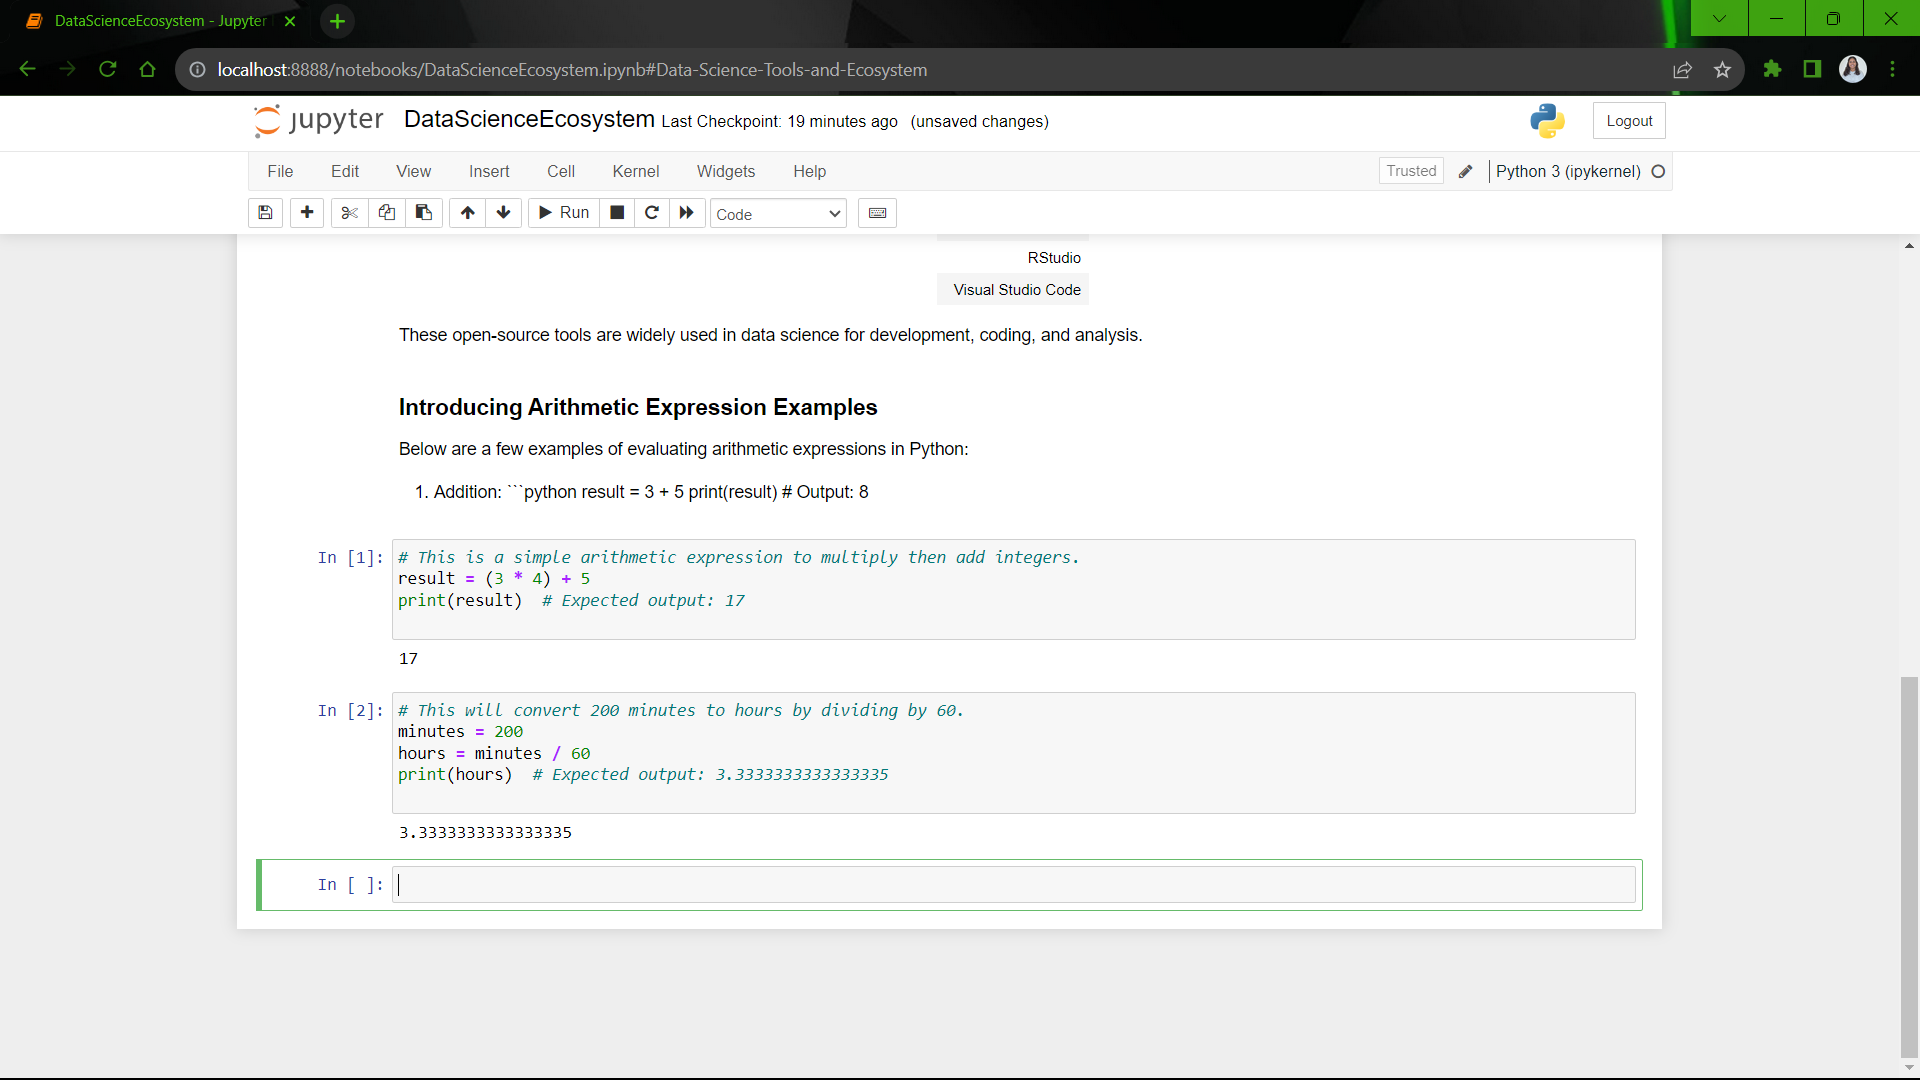 DataScienceEcosystem - Jupyter
localhost:8888/notebooks/DataScienceEcosystem.ipynb#Data-Science-Tools-and-Ecosystem
jupyter DataScienceEcosystem Last Checkpoint: 19 minutes ago (unsaved changes) Logout
File Edit View Insert Cell Kernel Widgets Help Trusted Python 3 (ipykernel)
Run Code
RStudio
Visual Studio Code
These open-source tools are widely used in data science for development, coding, and analysis.
Introducing Arithmetic Expression Examples
Below are a few examples of evaluating arithmetic expressions in Python:
1. Addition: ```python result = 3 + 5 print(result) # Output: 8
In [1]: # This is a simple arithmetic expression to multiply then add integers.
result = (3 * 4) + 5
print(result)  # Expected output: 17
17
In [2]: # This will convert 200 minutes to hours by dividing by 60.
minutes = 200
hours = minutes / 60
print(hours)  # Expected output: 3.3333333333333335
3.3333333333333335
In [ ]: